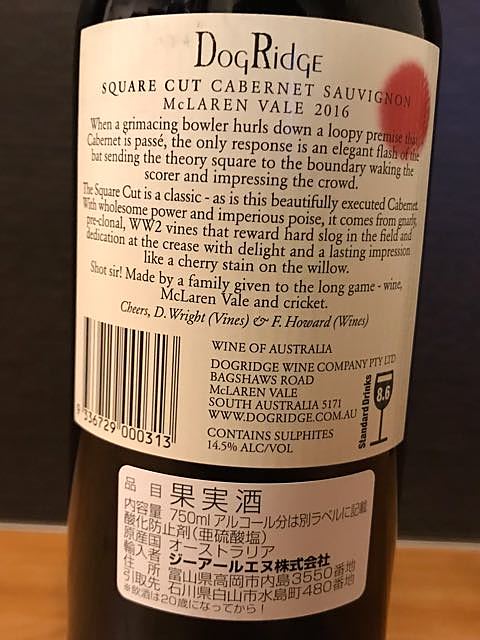 DogRidge
SQUARE CUT CABERNET SAUVIGNON
McLAREN VALE 2016
When a grimacing bowler hurls down a loopy premise that
Cabernet is passé, the only response is an elegant flash of the
bat sending the theory square to the boundary waking the
scorer and impressing the crowd.
The Square Cut is a classic - as is this beautifully executed Cabernet.
With wholesome power and imperious poise, it comes from gnarly,
pre-clonal, WW2 vines that reward hard slog in the field and
dedication at the crease with delight and a lasting impression
like a cherry stain on the willow.
Shot sir! Made by a family given to the long game - wine,
McLaren Vale and cricket.
Cheers, D. Wright (Vines) & F. Howard (Wines)
WINE OF AUSTRALIA
DOGRIDGE WINE COMPANY PTY LTD
BAGSHAWS ROAD
McLAREN VALE
SOUTH AUSTRALIA 5171
WWW.DOGRIDGE.COM.AU
CONTAINS SULPHITES
14.5% ALC/VOL
Standard Drinks
8.6
9 336729 000313
品目 果実酒
内容量 750ml アルコール分は別ラベルに記載
酸化防止剤(亜硫酸塩)
原産国 オーストラリア
輸入者 ジーアールエヌ株式会社
住所 富山県高岡市内島3550番地
引取先 石川県白山市水島町480番地
※飲酒は20歳になってから!